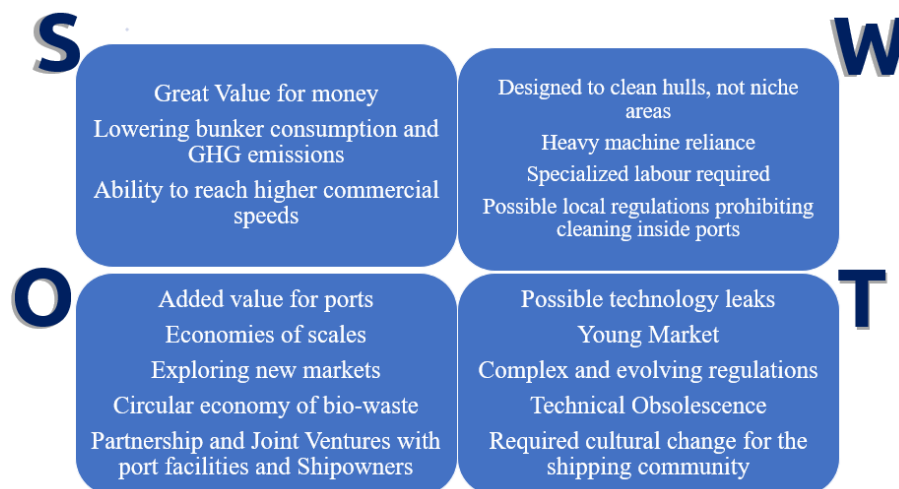 S
Great Value for money
Lowering bunker consumption and
GHG emissions
Ability to reach higher commercial
speeds
W
Designed to clean hulls, not niche
areas
Heavy machine reliance
Specialized labour required
Possible local regulations prohibiting
cleaning inside ports
O
Added value for ports
Economies of scales
Exploring new markets
Circular economy of bio-waste
Partnership and Joint Ventures with
port facilities and Shipowners
T
Possible technology leaks
Young Market
Complex and evolving regulations
Technical Obsolescence
Required cultural change for the
shipping community